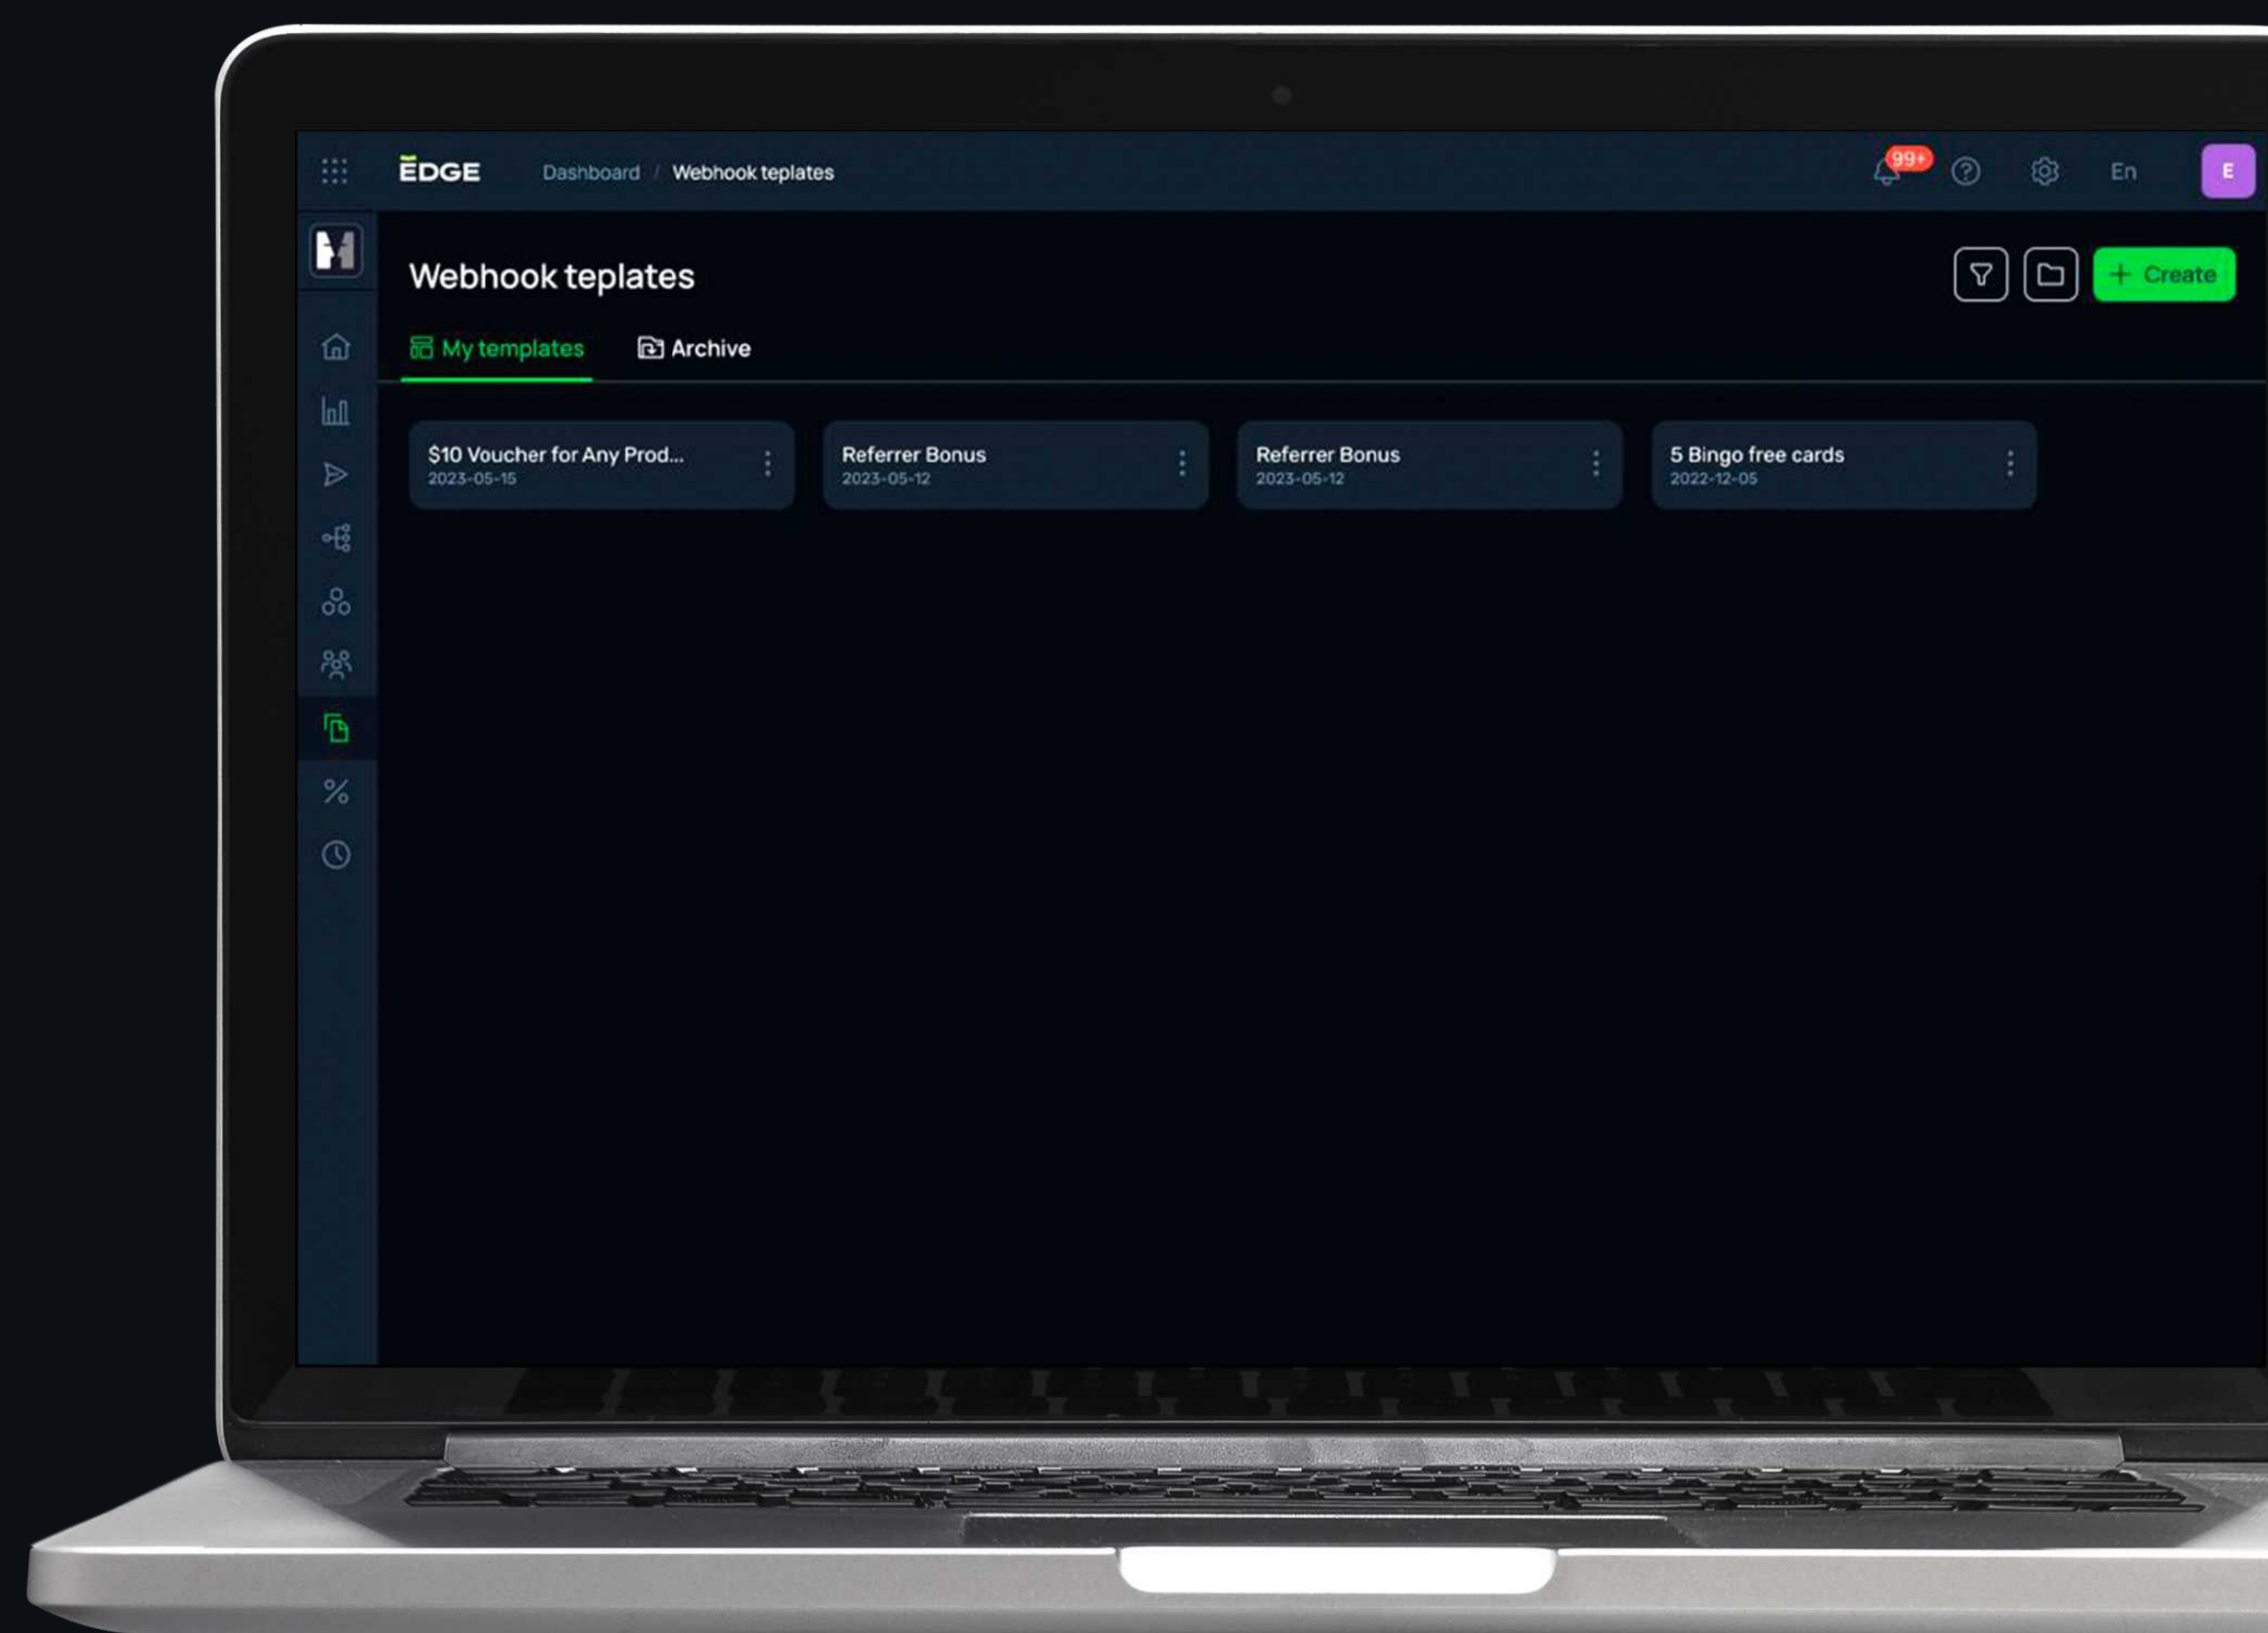 EDGE
Dashboard / Webhook teplates
99+
En
E
Webhook teplates
+ Create
My templates
Archive
$10 Voucher for Any Prod...
2023-05-15
Referrer Bonus
2023-05-12
Referrer Bonus
2023-05-12
5 Bingo free cards
2022-12-05